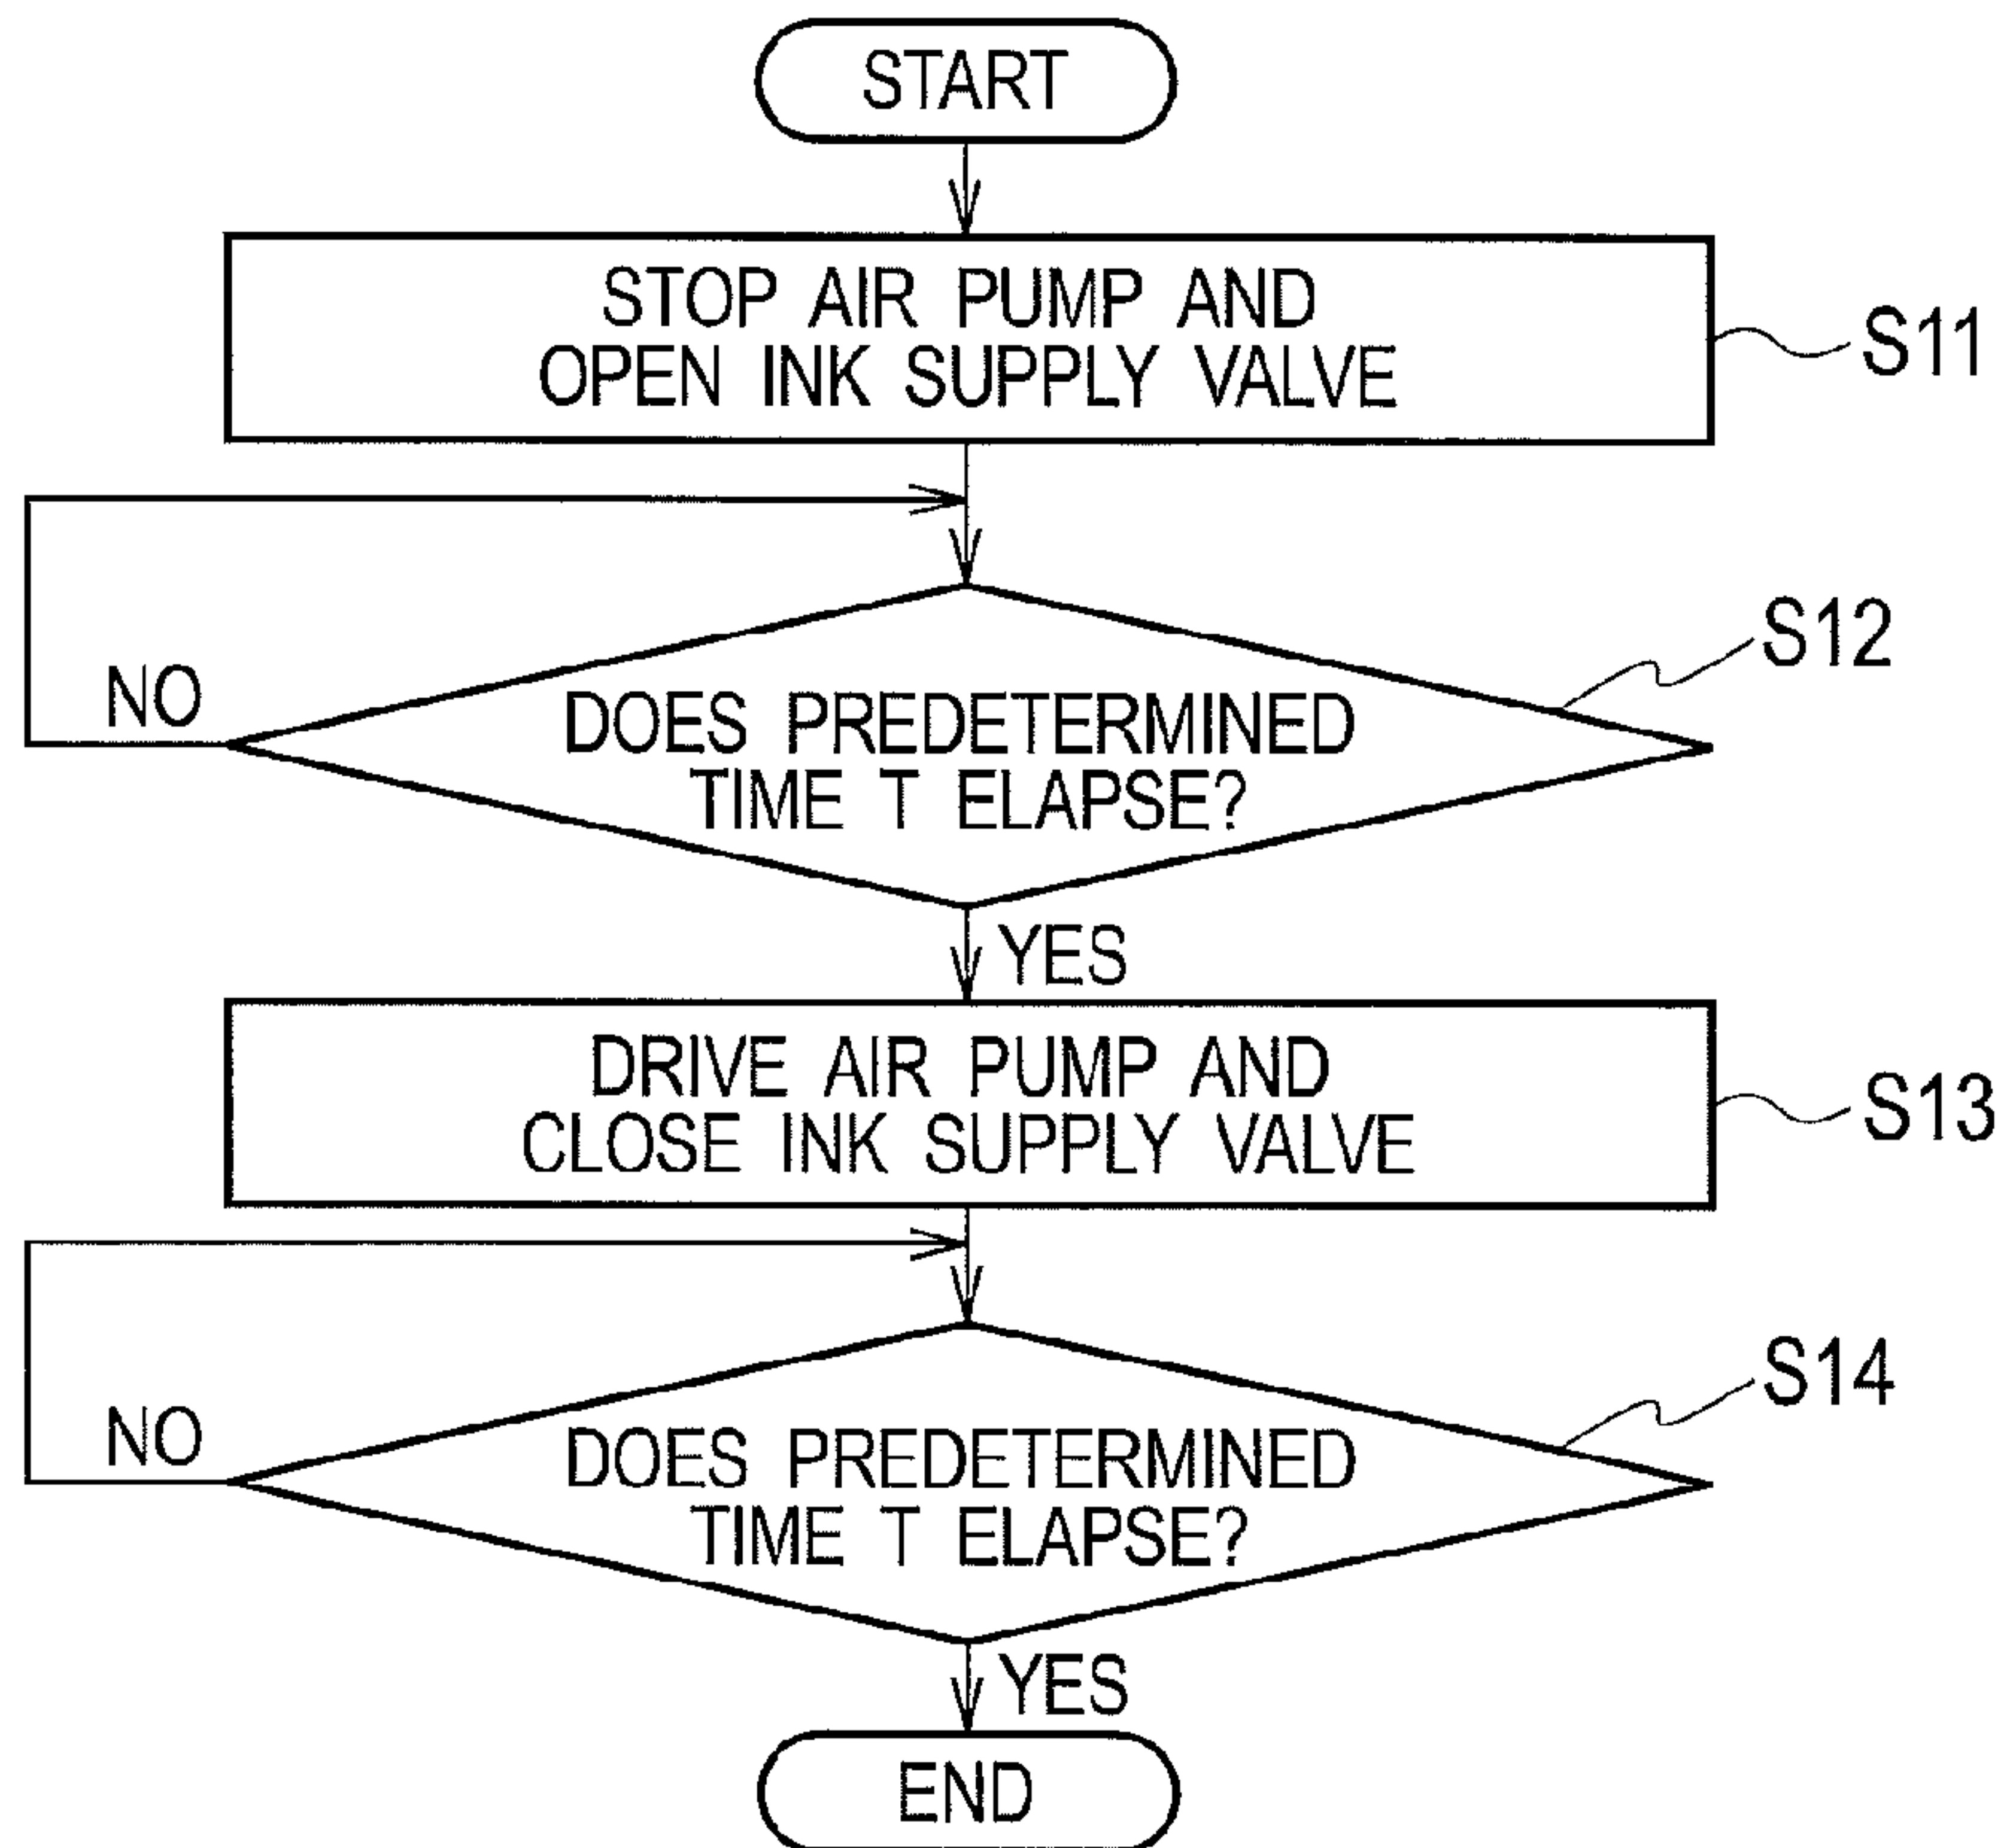 START
STOP AIR PUMP AND
OPEN INK SUPPLY VALVE
S11
S12
NO
DOES PREDETERMINED
TIME T ELAPSE?
YES
DRIVE AIR PUMP AND
CLOSE INK SUPPLY VALVE
S13
S14
NO
DOES PREDETERMINED
TIME T ELAPSE?
YES
END